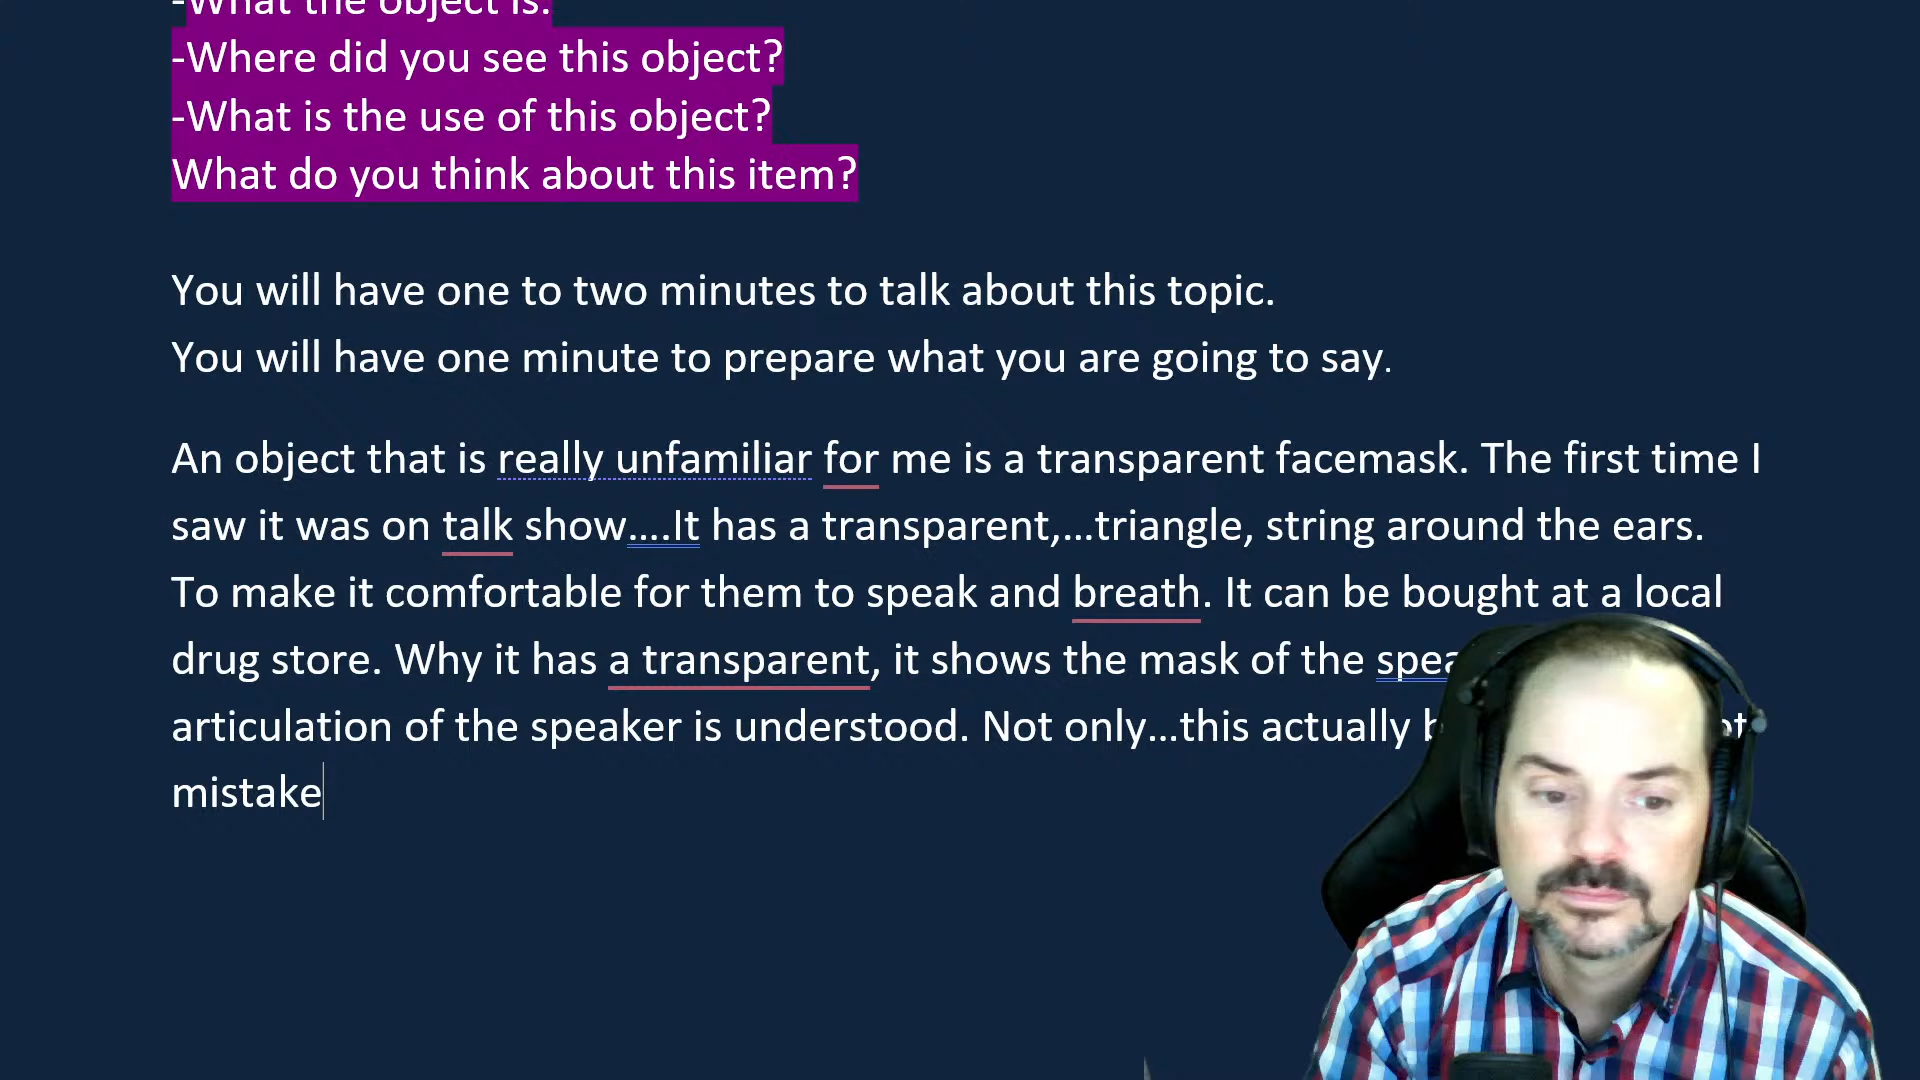 -What the object is.
-Where did you see this object?
-What is the use of this object?
What do you think about this item?
You will have one to two minutes to talk about this topic.
You will have one minute to prepare what you are going to say.
An object that is really unfamiliar for me is a transparent facemask. The first time I
saw it was on talk show....It has a transparent,...triangle, string around the ears.
To make it comfortable for them to speak and breath. It can be bought at a local
drug store. Why it has a transparent, it shows the mask of the
articulation of the speaker is understood. Not only...this actually
mistake